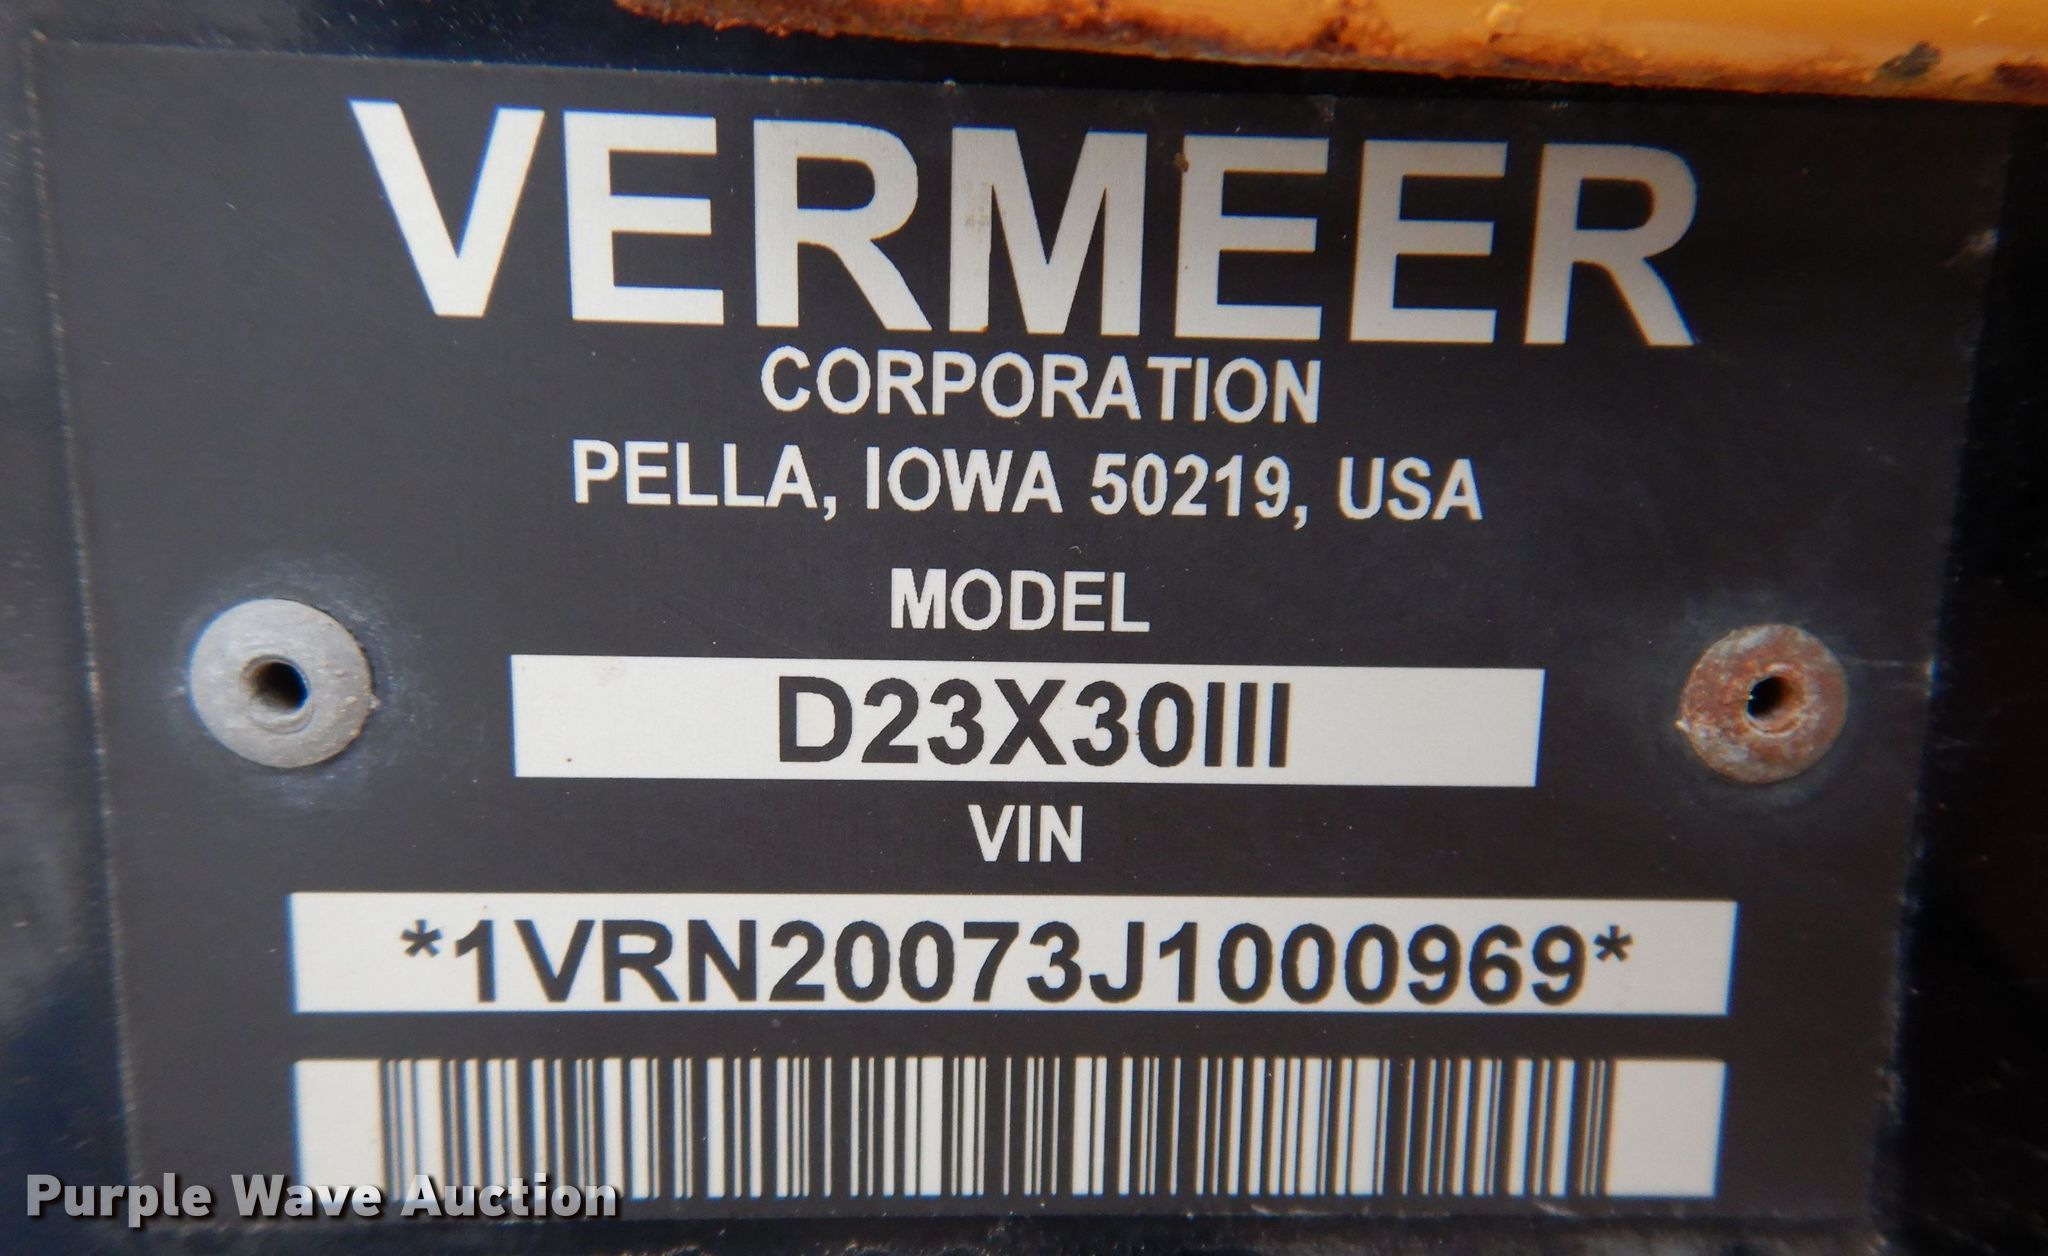 VERMEER
CORPORATION
PELLA, IOWA 50219, USA
MODEL
D23X30III
VIN
*1VRN20073J1000969*
Purple Wave Auction